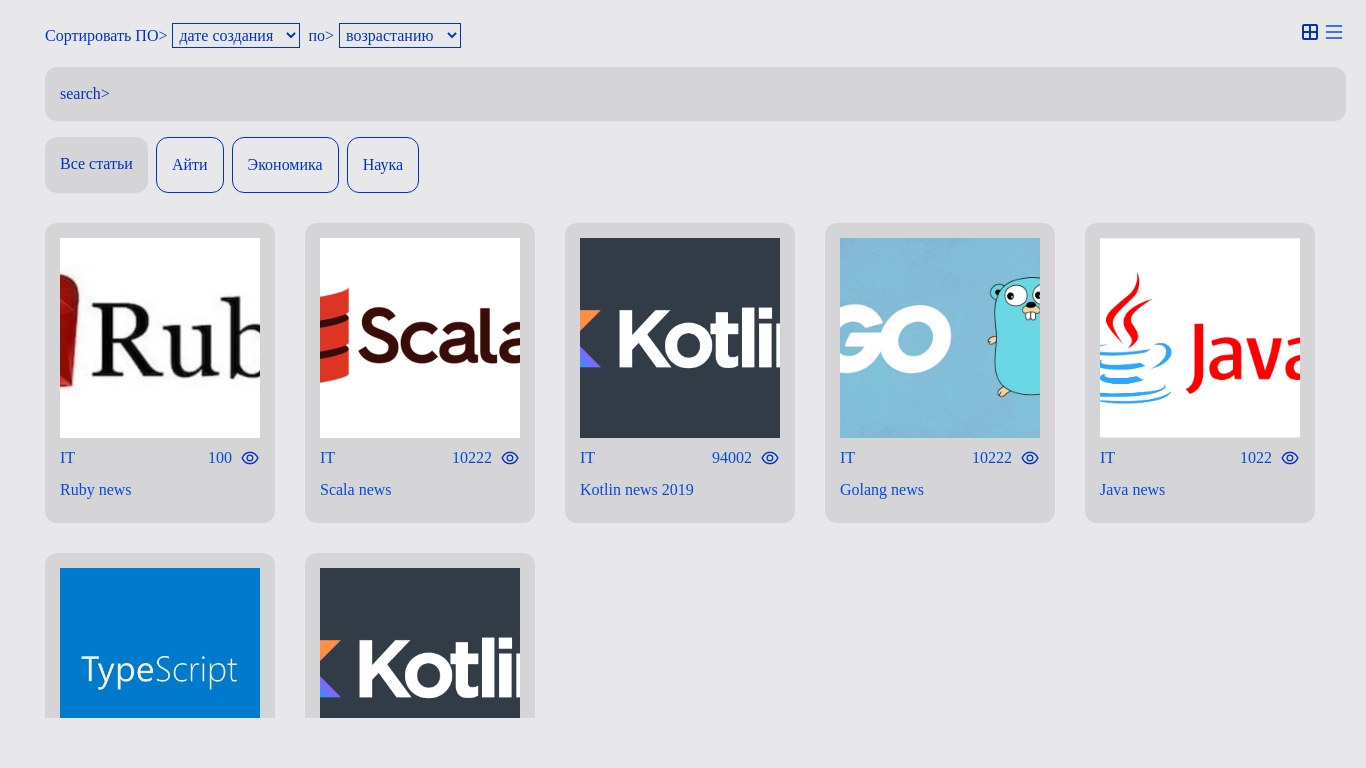 Сортировать ПО> дате создания по> возрастанию
search>
Все статьи Айти Экономика Наука
Rub Scala Kotlin GO Java
IT 100 IT 10222 IT 94002 IT 10222 IT 1022
Ruby news Scala news Kotlin news 2019 Golang news Java news
TypeScript Kotlin